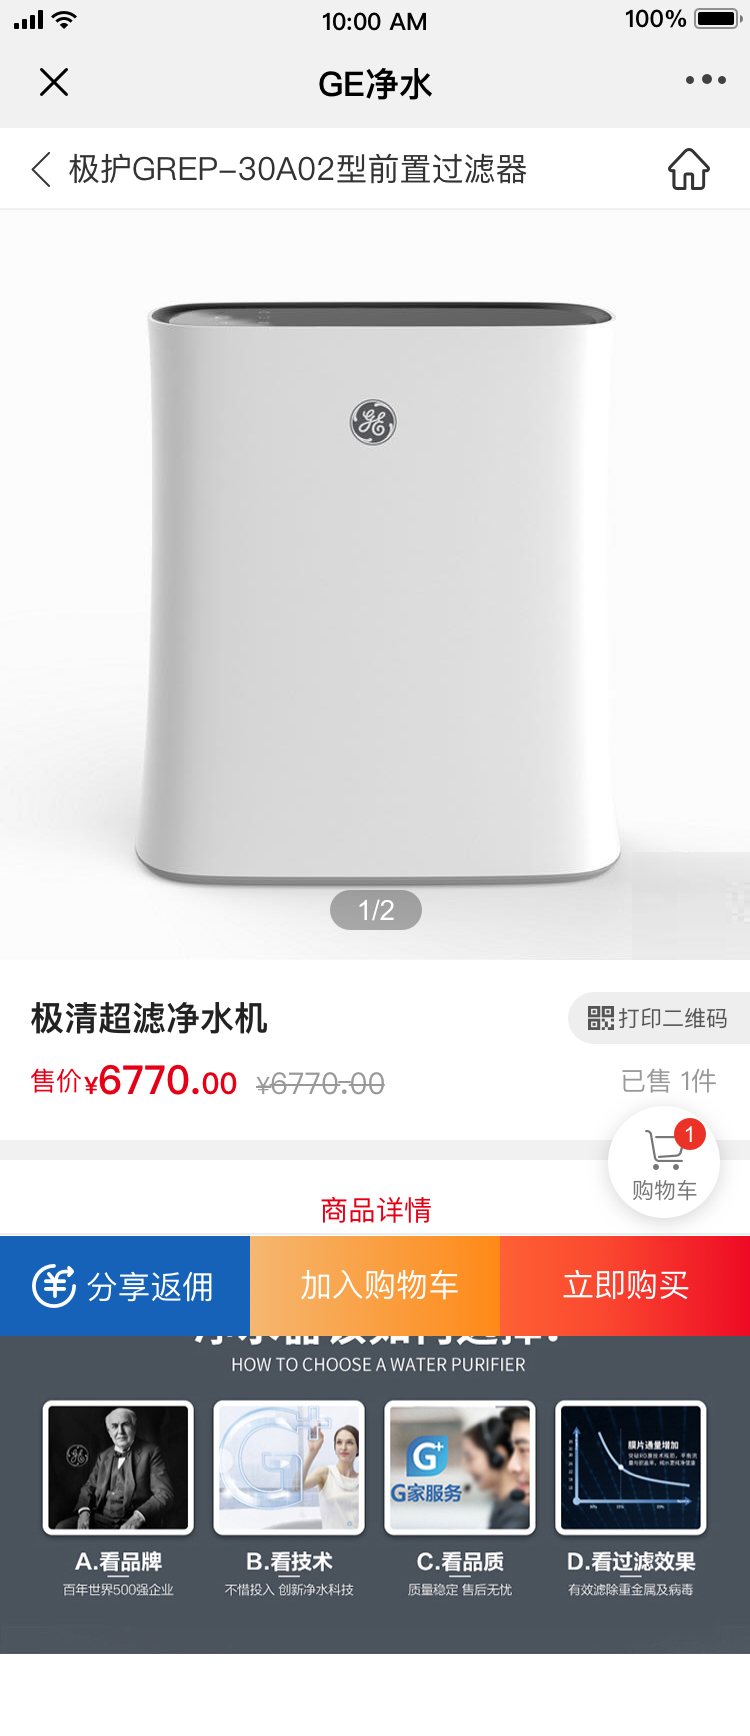 10:00 AM
100%
GE净水
极护GREP-30A02型前置过滤器
1/2
极清超滤净水机
打印二维码
售价¥6770.00 ¥6770.00
已售 1件
1
购物车
商品详情
分享返佣
加入购物车
立即购买
HOW TO CHOOSE A WATER PURIFIER
G家服务
膜片通量增加
A.看品牌
百年世界500强企业
B.看技术
不惜投入 创新净水科技
C.看品质
质量稳定 售后无忧
D.看过滤效果
有效滤除重金属及病毒